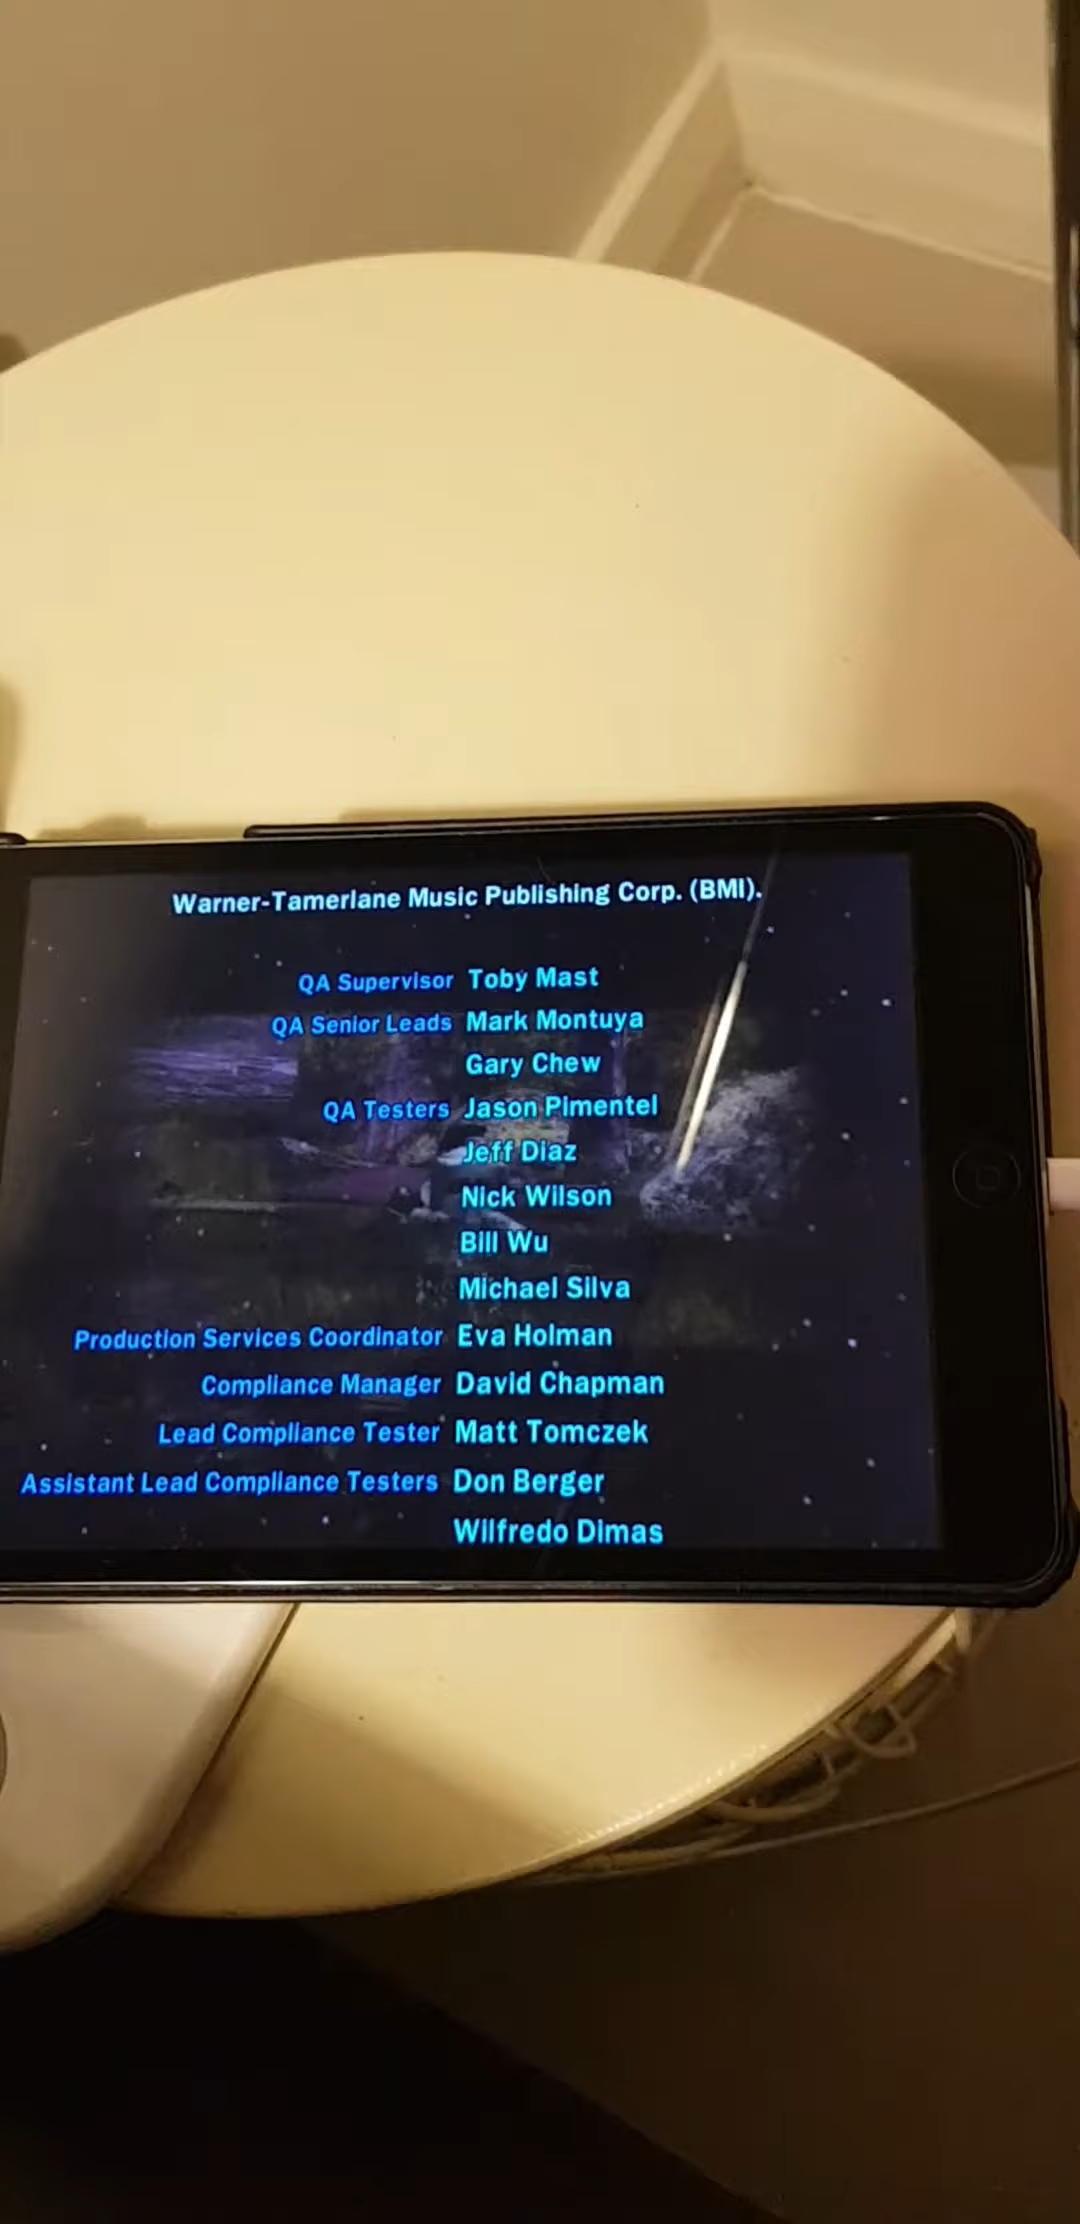 Warner-Tamerlane Music Publishing Corp. (BMI).
QA Supervisor Toby Mast
QA Senior Leads Mark Montuya
Gary Chew
QA Testers Jason Pimentel
Jeff Diaz
Nick Wilson
Bill Wu
Michael Silva
Production Services Coordinator Eva Holman
Compliance Manager David Chapman
Lead Compliance Tester Matt Tomczek
Assistant Lead Compliance Testers Don Berger
Wilfredo Dimas